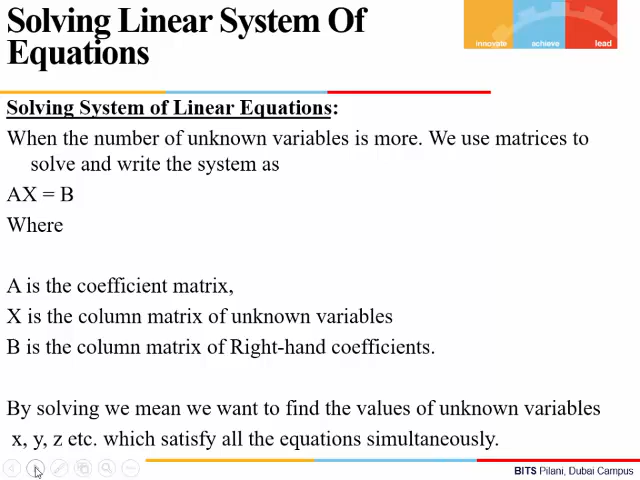 Solving Linear System Of
Equations
innovate achieve lead
Solving System of Linear Equations:
When the number of unknown variables is more. We use matrices to
solve and write the system as
AX = B
Where
A is the coefficient matrix,
X is the column matrix of unknown variables
B is the column matrix of Right-hand coefficients.
By solving we mean we want to find the values of unknown variables
x, y, z etc. which satisfy all the equations simultaneously.
BITS Pilani, Dubai Campus